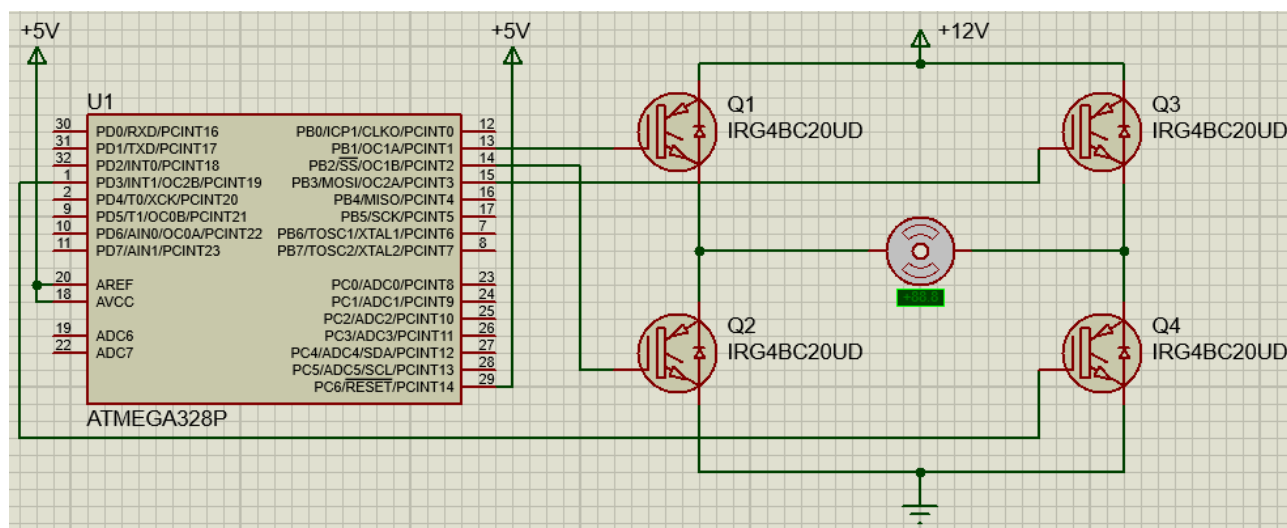 +5V
+5V
+12V
U1
30 PD0/RXD/PCINT16 PB0/ICP1/CLKO/PCINT0 12
31 PD1/TXD/PCINT17 PB1/OC1A/PCINT1 13
32 PD2/INT0/PCINT18 PB2/SS/OC1B/PCINT2 14
1 PD3/INT1/OC2B/PCINT19 PB3/MOSI/OC2A/PCINT3 15
2 PD4/T0/XCK/PCINT20 PB4/MISO/PCINT4 16
9 PD5/T1/OC0B/PCINT21 PB5/SCK/PCINT5 17
10 PD6/AIN0/OC0A/PCINT22 PB6/TOSC1/XTAL1/PCINT6 7
11 PD7/AIN1/PCINT23 PB7/TOSC2/XTAL2/PCINT7 8
20 AREF PC0/ADC0/PCINT8 23
18 AVCC PC1/ADC1/PCINT9 24
PC2/ADC2/PCINT10 25
19 ADC6 PC3/ADC3/PCINT11 26
22 ADC7 PC4/ADC4/SDA/PCINT12 27
PC5/ADC5/SCL/PCINT13 28
PC6/RESET/PCINT14 29
ATMEGA328P
Q1
IRG4BC20UD
Q3
IRG4BC20UD
+88.8
Q2
IRG4BC20UD
Q4
IRG4BC20UD